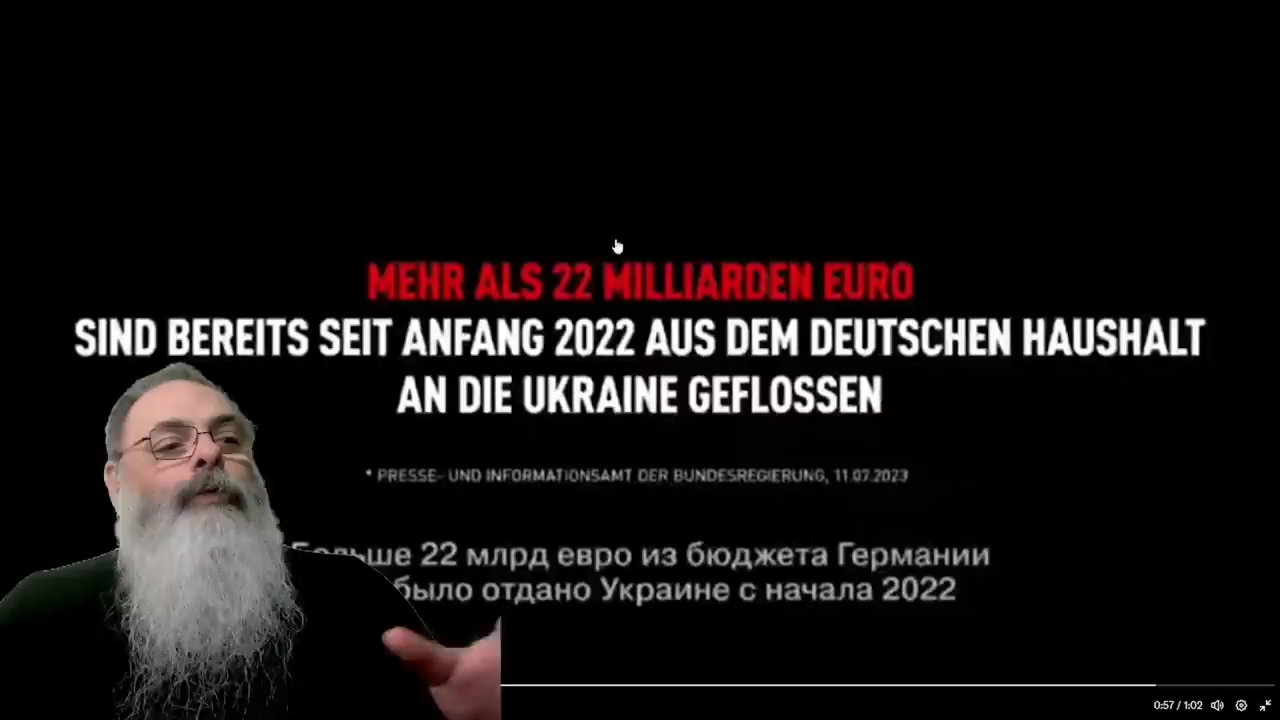 MEHR ALS 22 MILLIARDEN EURO
SIND BEREITS SEIT ANFANG 2022 AUS DEM DEUTSCHEN HAUSHALT
AN DIE UKRAINE GEFLOSSEN
* PRESSE- UND INFORMATIONSAMT DER BUNDESREGIERUNG, 11.07.2023
Больше 22 млрд евро из бюджета Германии
было отдано Украине с начала 2022
0:57 / 1:02